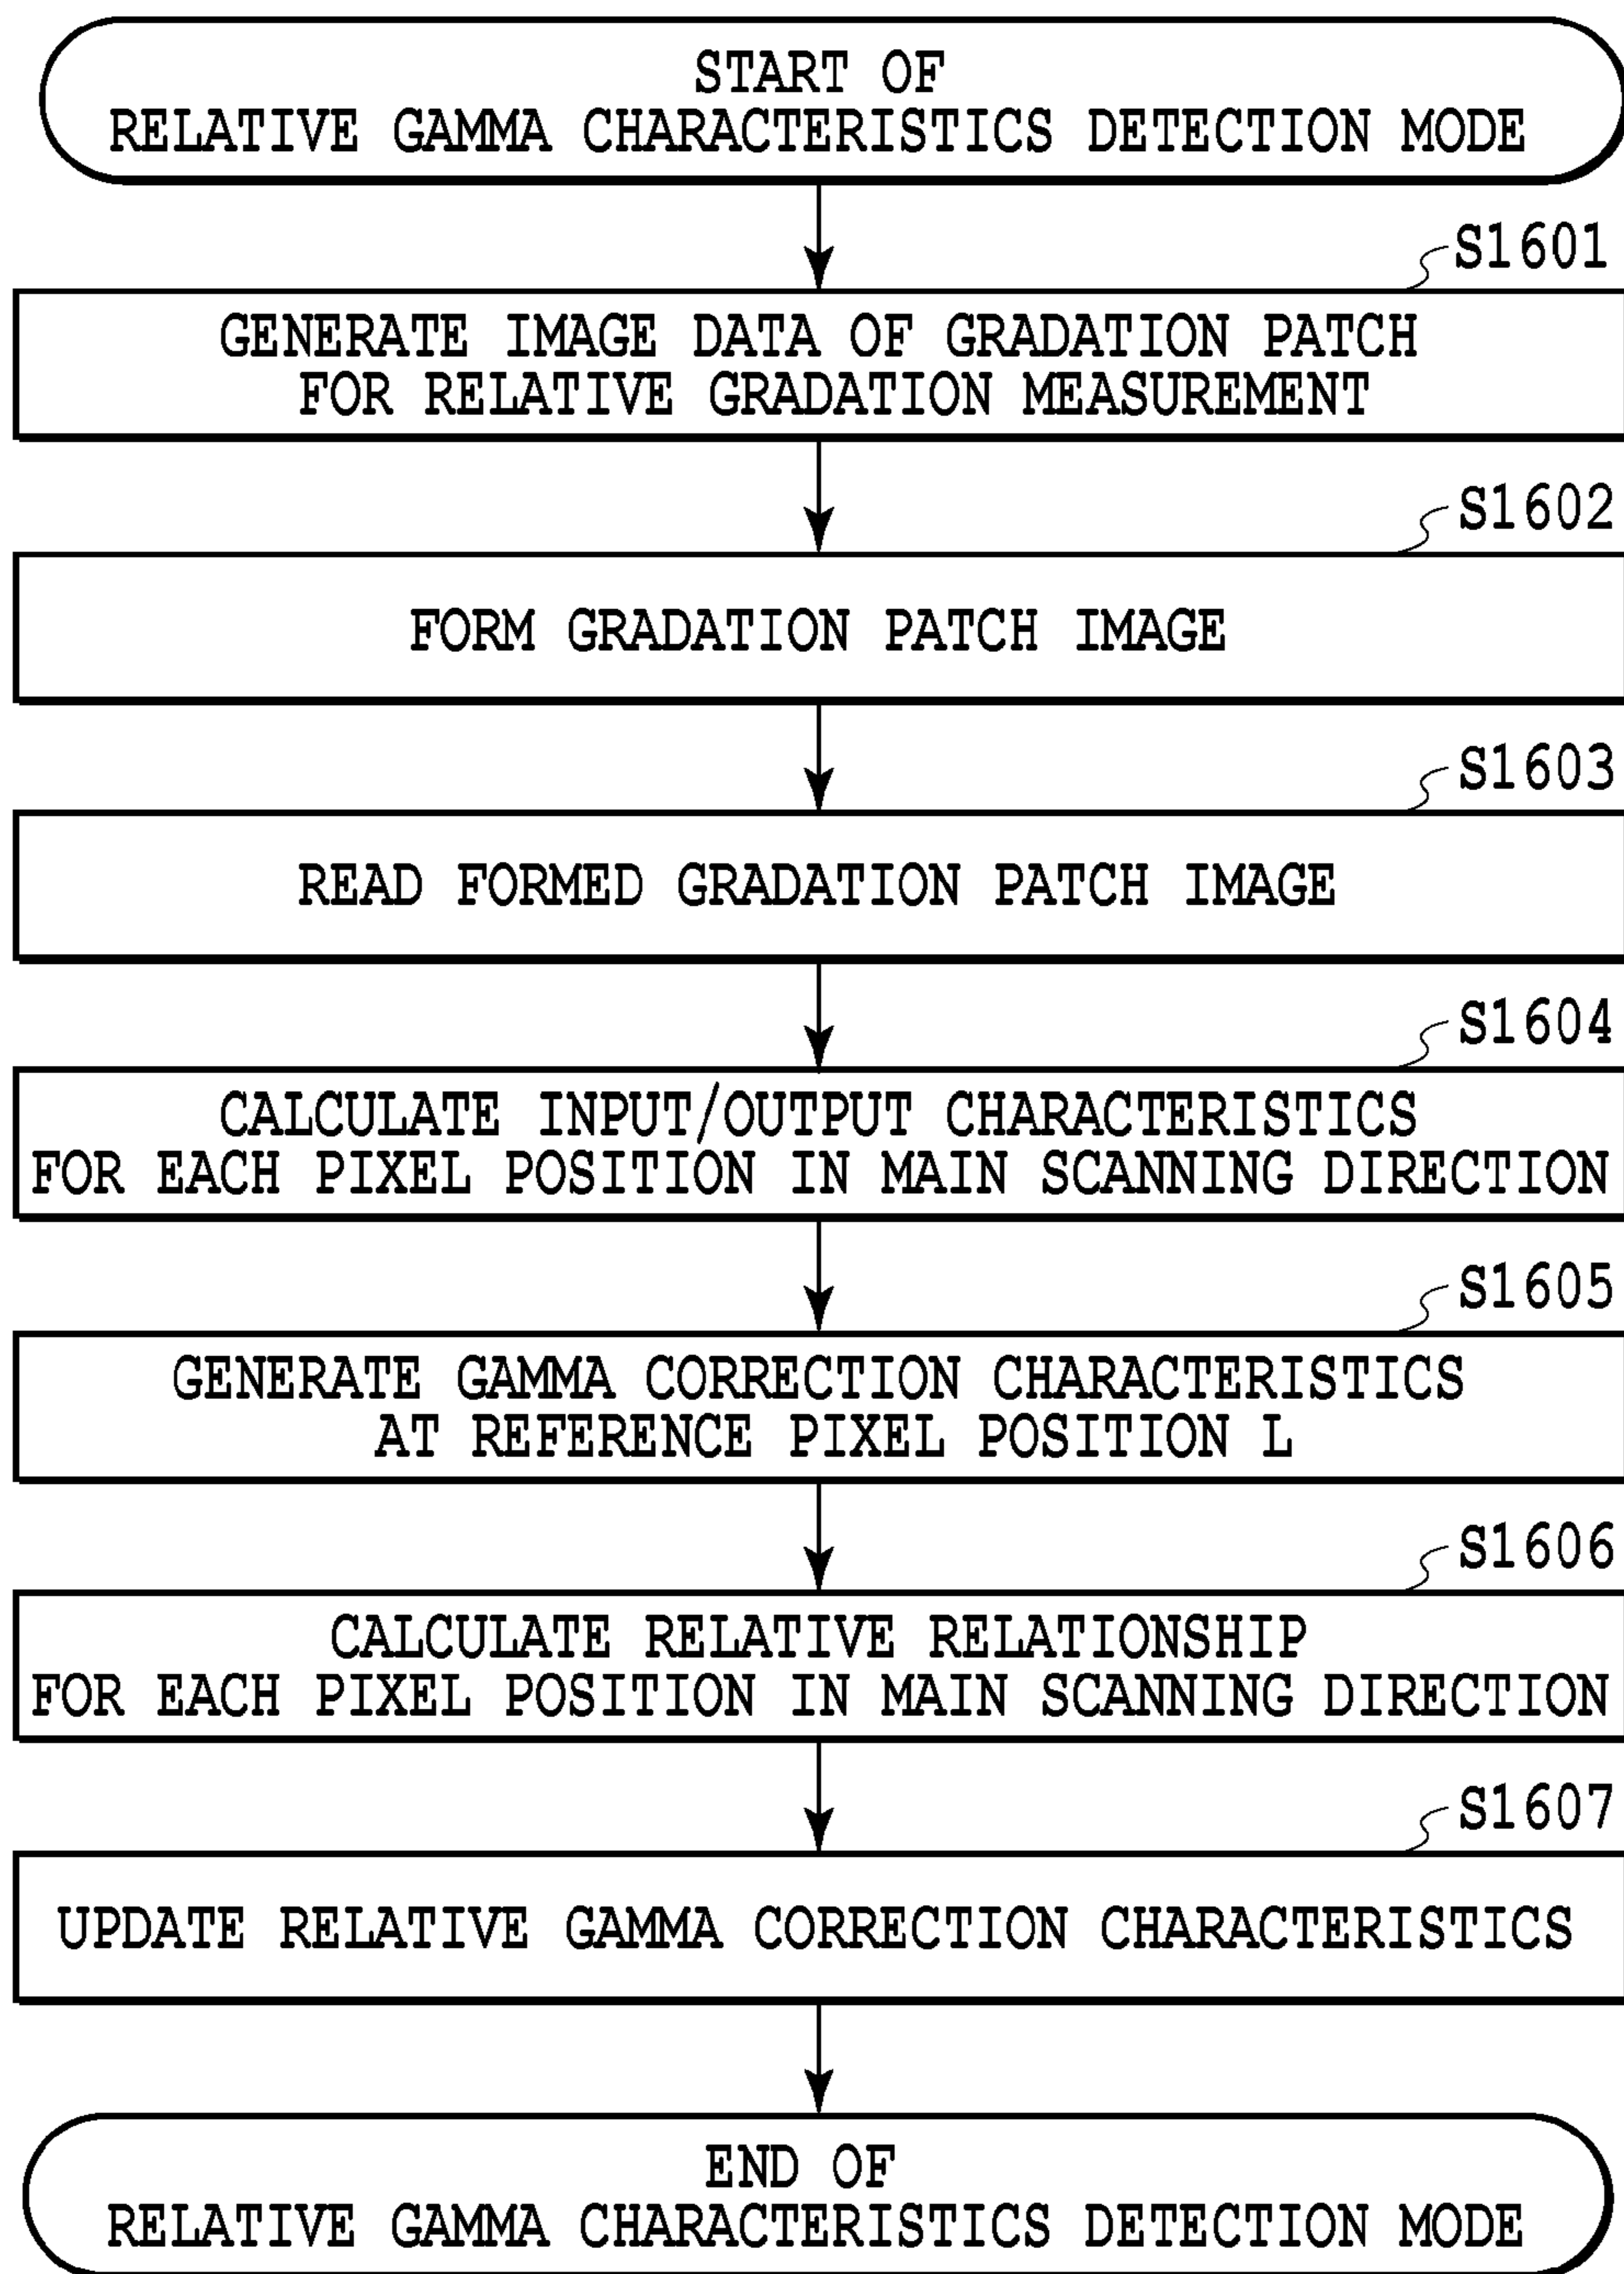 START OF
RELATIVE GAMMA CHARACTERISTICS DETECTION MODE
S1601
GENERATE IMAGE DATA OF GRADATION PATCH
FOR RELATIVE GRADATION MEASUREMENT
S1602
FORM GRADATION PATCH IMAGE
S1603
READ FORMED GRADATION PATCH IMAGE
S1604
CALCULATE INPUT/OUTPUT CHARACTERISTICS
FOR EACH PIXEL POSITION IN MAIN SCANNING DIRECTION
S1605
GENERATE GAMMA CORRECTION CHARACTERISTICS
AT REFERENCE PIXEL POSITION L
S1606
CALCULATE RELATIVE RELATIONSHIP
FOR EACH PIXEL POSITION IN MAIN SCANNING DIRECTION
S1607
UPDATE RELATIVE GAMMA CORRECTION CHARACTERISTICS
END OF
RELATIVE GAMMA CHARACTERISTICS DETECTION MODE